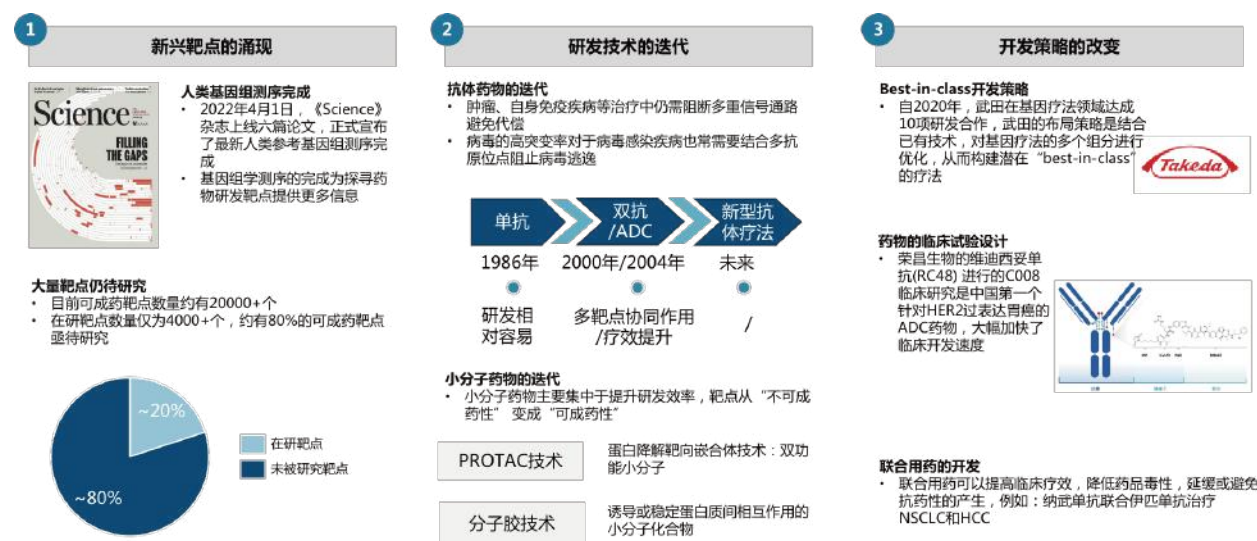 1
新兴靶点的涌现
Science
FILLING
THE GAPS
人类基因组测序完成
• 2022年4月1日，《Science》
杂志上线六篇论文，正式宣布
了最新人类参考基因组测序完
成
• 基因组学测序的完成为探寻药
物研发靶点提供更多信息
大量靶点仍待研究
• 目前可成药靶点数量约有20000+个
• 在研靶点数量仅为4000+个，约有80%的可成药靶点
亟待研究
~20%
~80%
在研靶点
未被研究靶点
2
研发技术的迭代
抗体药物的迭代
• 肿瘤、自身免疫疾病等治疗中仍需阻断多重信号通路
避免代偿
• 病毒的高突变率对于病毒感染疾病也常需要结合多抗
原位点阻止病毒逃逸
单抗
双抗
/ADC
新型抗
体疗法
1986年
2000年/2004年
未来
研发相
对容易
多靶点协同作用
/疗效提升
/
小分子药物的迭代
• 小分子药物主要集中于提升研发效率，靶点从“不可成
药性” 变成“可成药性”
PROTAC技术
蛋白降解靶向嵌合体技术：双功
能小分子
分子胶技术
诱导或稳定蛋白质间相互作用的
小分子化合物
3
开发策略的改变
Best-in-class开发策略
• 自2020年，武田在基因疗法领域达成
10项研发合作，武田的布局策略是结合
已有技术，对基因疗法的多个组分进行
优化，从而构建潜在“best-in-class”
的疗法
Takeda
药物的临床试验设计
• 荣昌生物的维迪西妥单
抗(RC48) 进行的C008
临床研究是中国第一个
针对HER2过表达胃癌的
ADC药物，大幅加快了
临床开发速度
联合用药的开发
• 联合用药可以提高临床疗效，降低药品毒性，延缓或避免
抗药性的产生，例如：纳武单抗联合伊匹单抗治疗
NSCLC和HCC